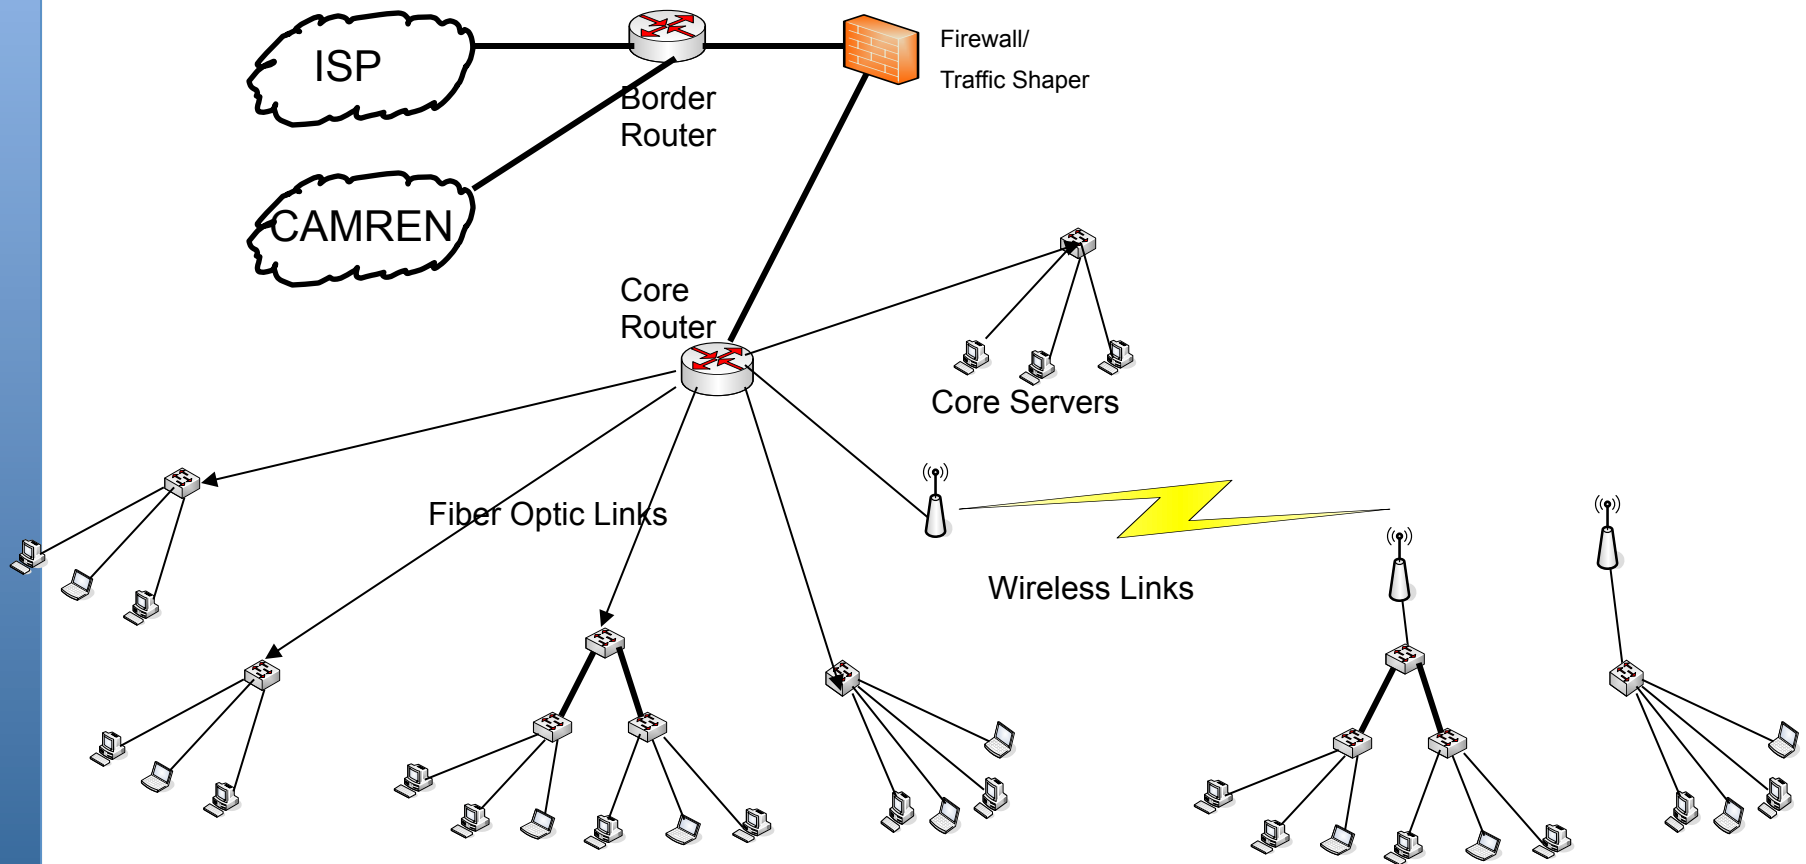 ISP
Firewall/
Traffic Shaper
Border
Router
CAMREN
Core
Router
Core Servers
Fiber Optic Links
Wireless Links